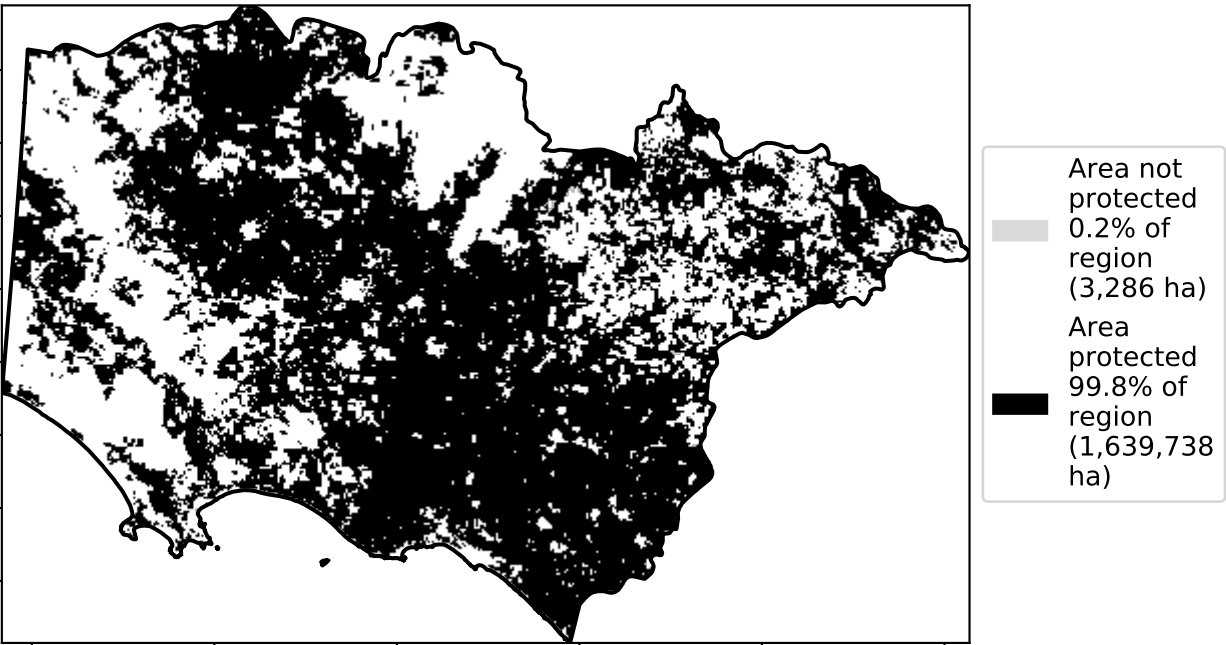 Area not
protected
0.2% of
region
(3,286 ha)
Area
protected
99.8% of
region
(1,639,738
ha)